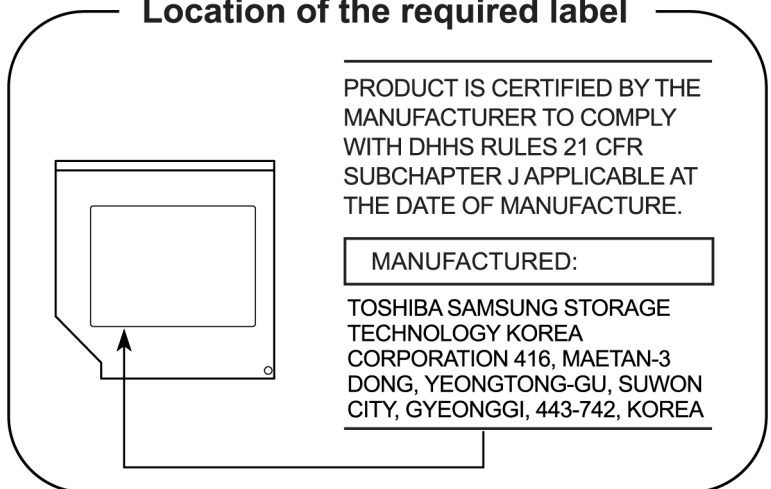 Location of the required label
PRODUCT IS CERTIFIED BY THE
MANUFACTURER TO COMPLY
WITH DHHS RULES 21 CFR
SUBCHAPTER J APPLICABLE AT
THE DATE OF MANUFACTURE.
MANUFACTURED:
TOSHIBA SAMSUNG STORAGE
TECHNOLOGY KOREA
CORPORATION 416, MAETAN-3
DONG, YEONGTONG-GU, SUWON
CITY, GYEONGGI, 443-742, KOREA